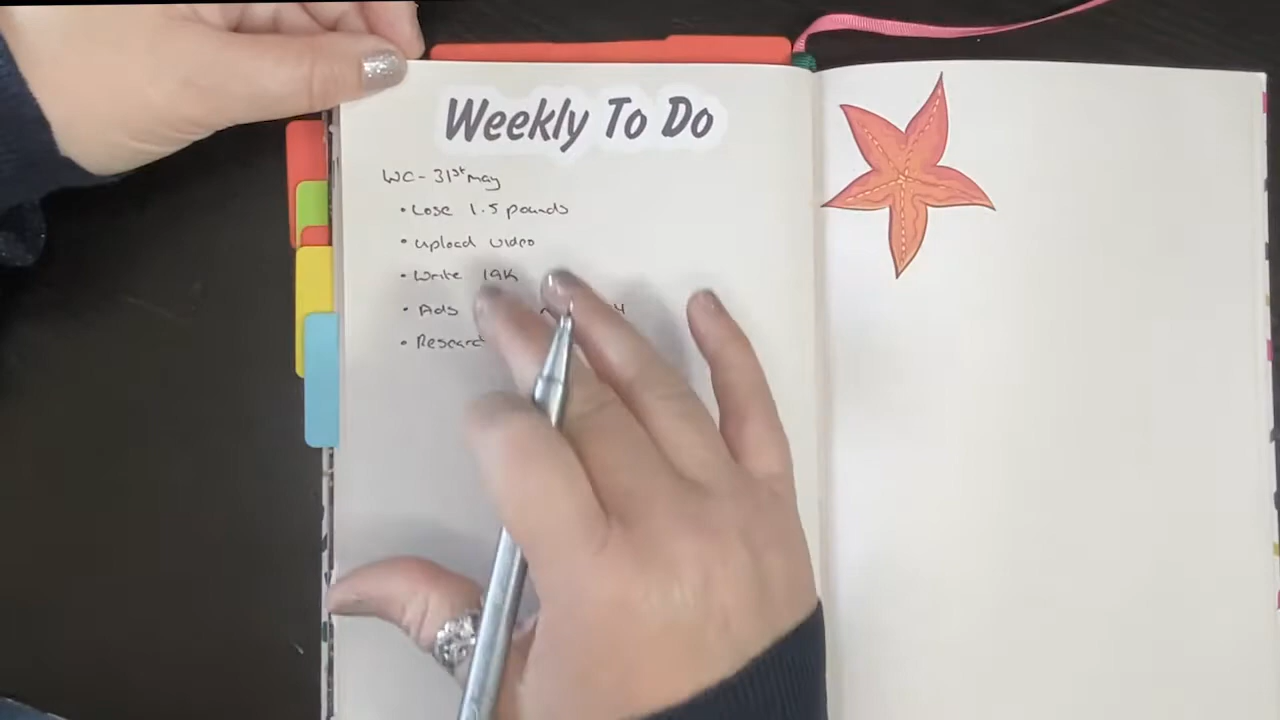 Weekly To Do
WC- 31st May
• Lose 1.5 pounds
• upload video
• Write 19K
• Ads
• Research